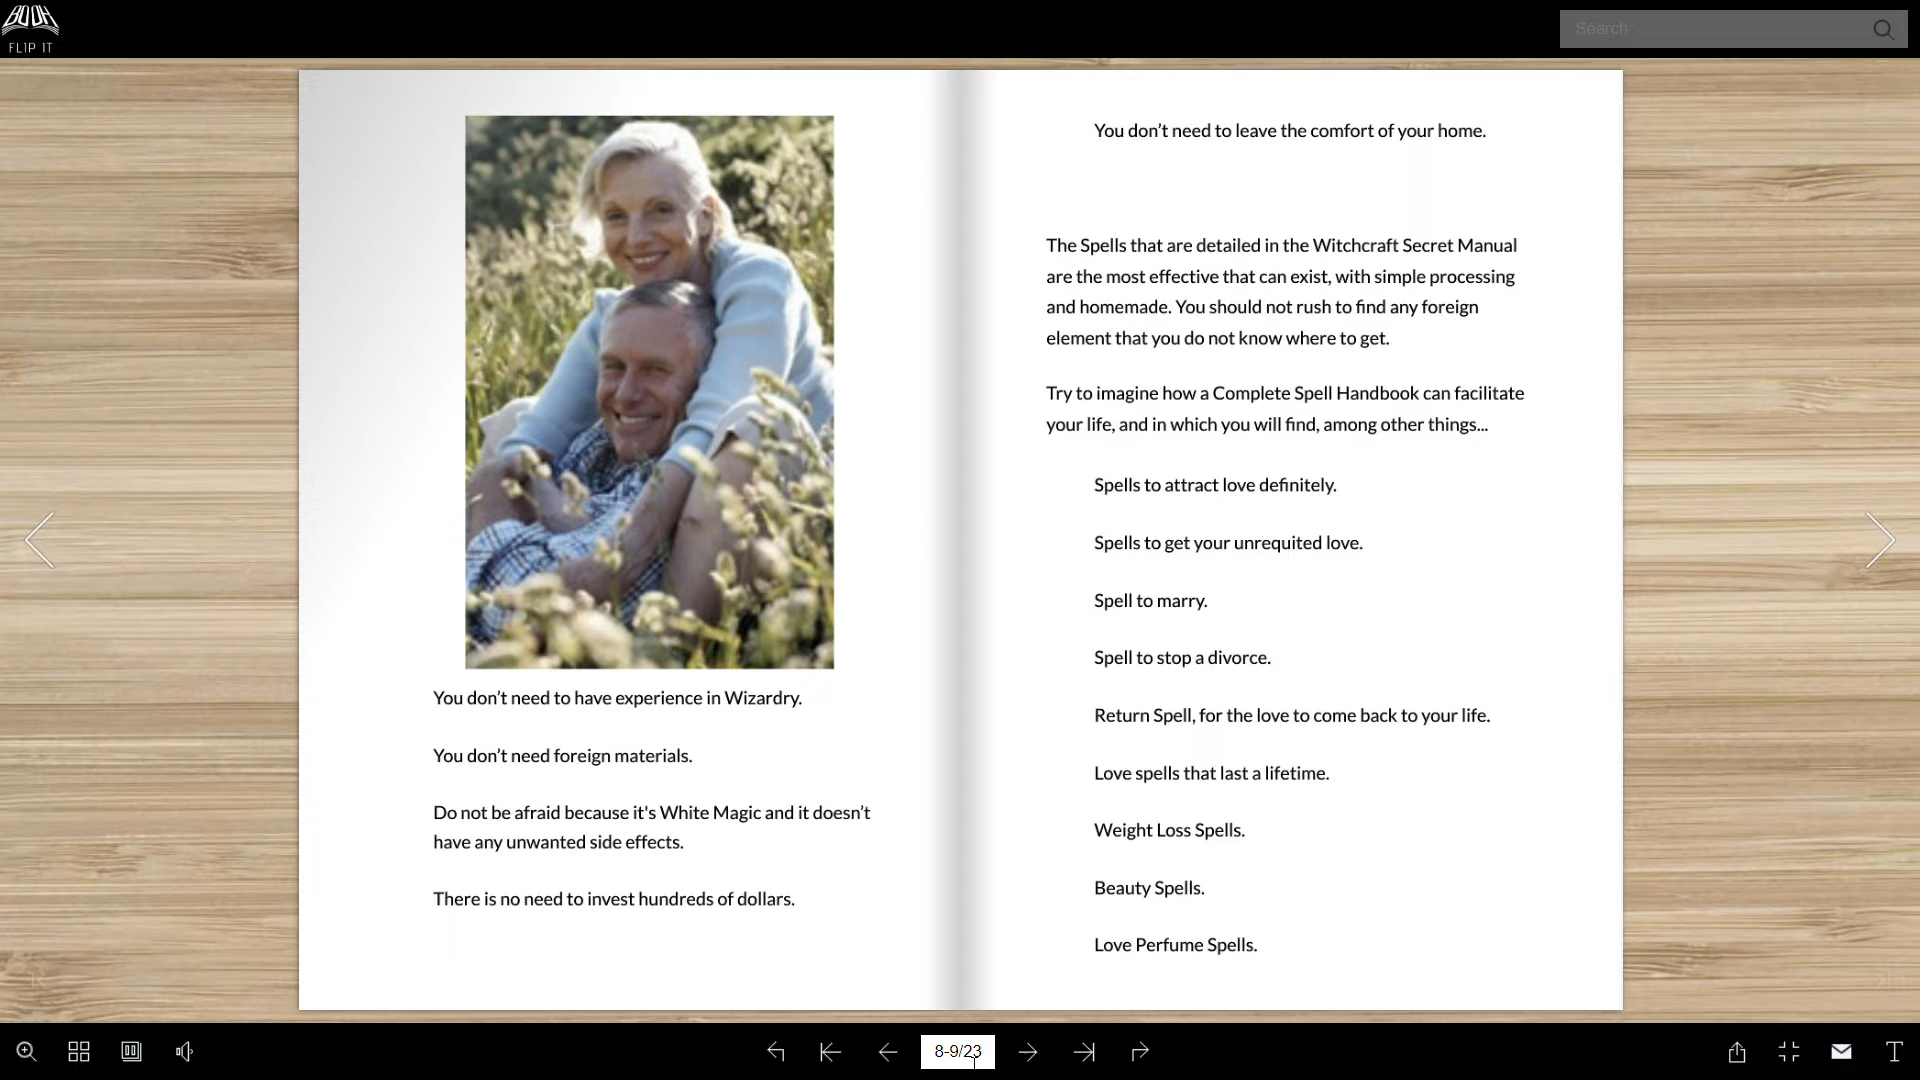 BOOK
FLIP IT
Search
You don’t need to have experience in Wizardry.
You don’t need foreign materials.
Do not be afraid because it's White Magic and it doesn’t
have any unwanted side effects.
There is no need to invest hundreds of dollars.
You don’t need to leave the comfort of your home.
The Spells that are detailed in the Witchcraft Secret Manual
are the most effective that can exist, with simple processing
and homemade. You should not rush to find any foreign
element that you do not know where to get.
Try to imagine how a Complete Spell Handbook can facilitate
your life, and in which you will find, among other things...
Spells to attract love definitely.
Spells to get your unrequited love.
Spell to marry.
Spell to stop a divorce.
Return Spell, for the love to come back to your life.
Love spells that last a lifetime.
Weight Loss Spells.
Beauty Spells.
Love Perfume Spells.
8-9/23
T